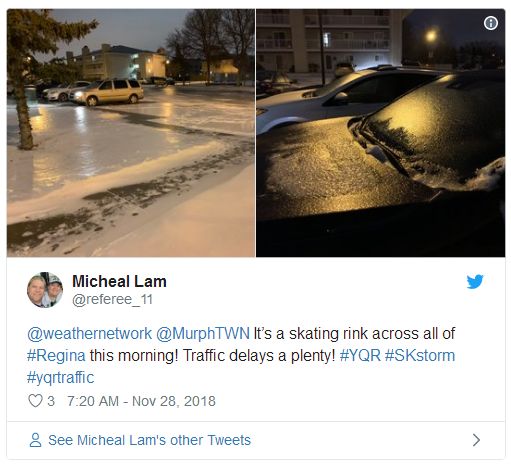 Micheal Lam
@referee_11
@weathernetwork @MurphTWN It's a skating rink across all of
#Regina this morning! Traffic delays a plenty! #YQR #SKstorm
#yqrtraffic
3 7:20 AM - Nov 28, 2018
See Micheal Lam's other Tweets